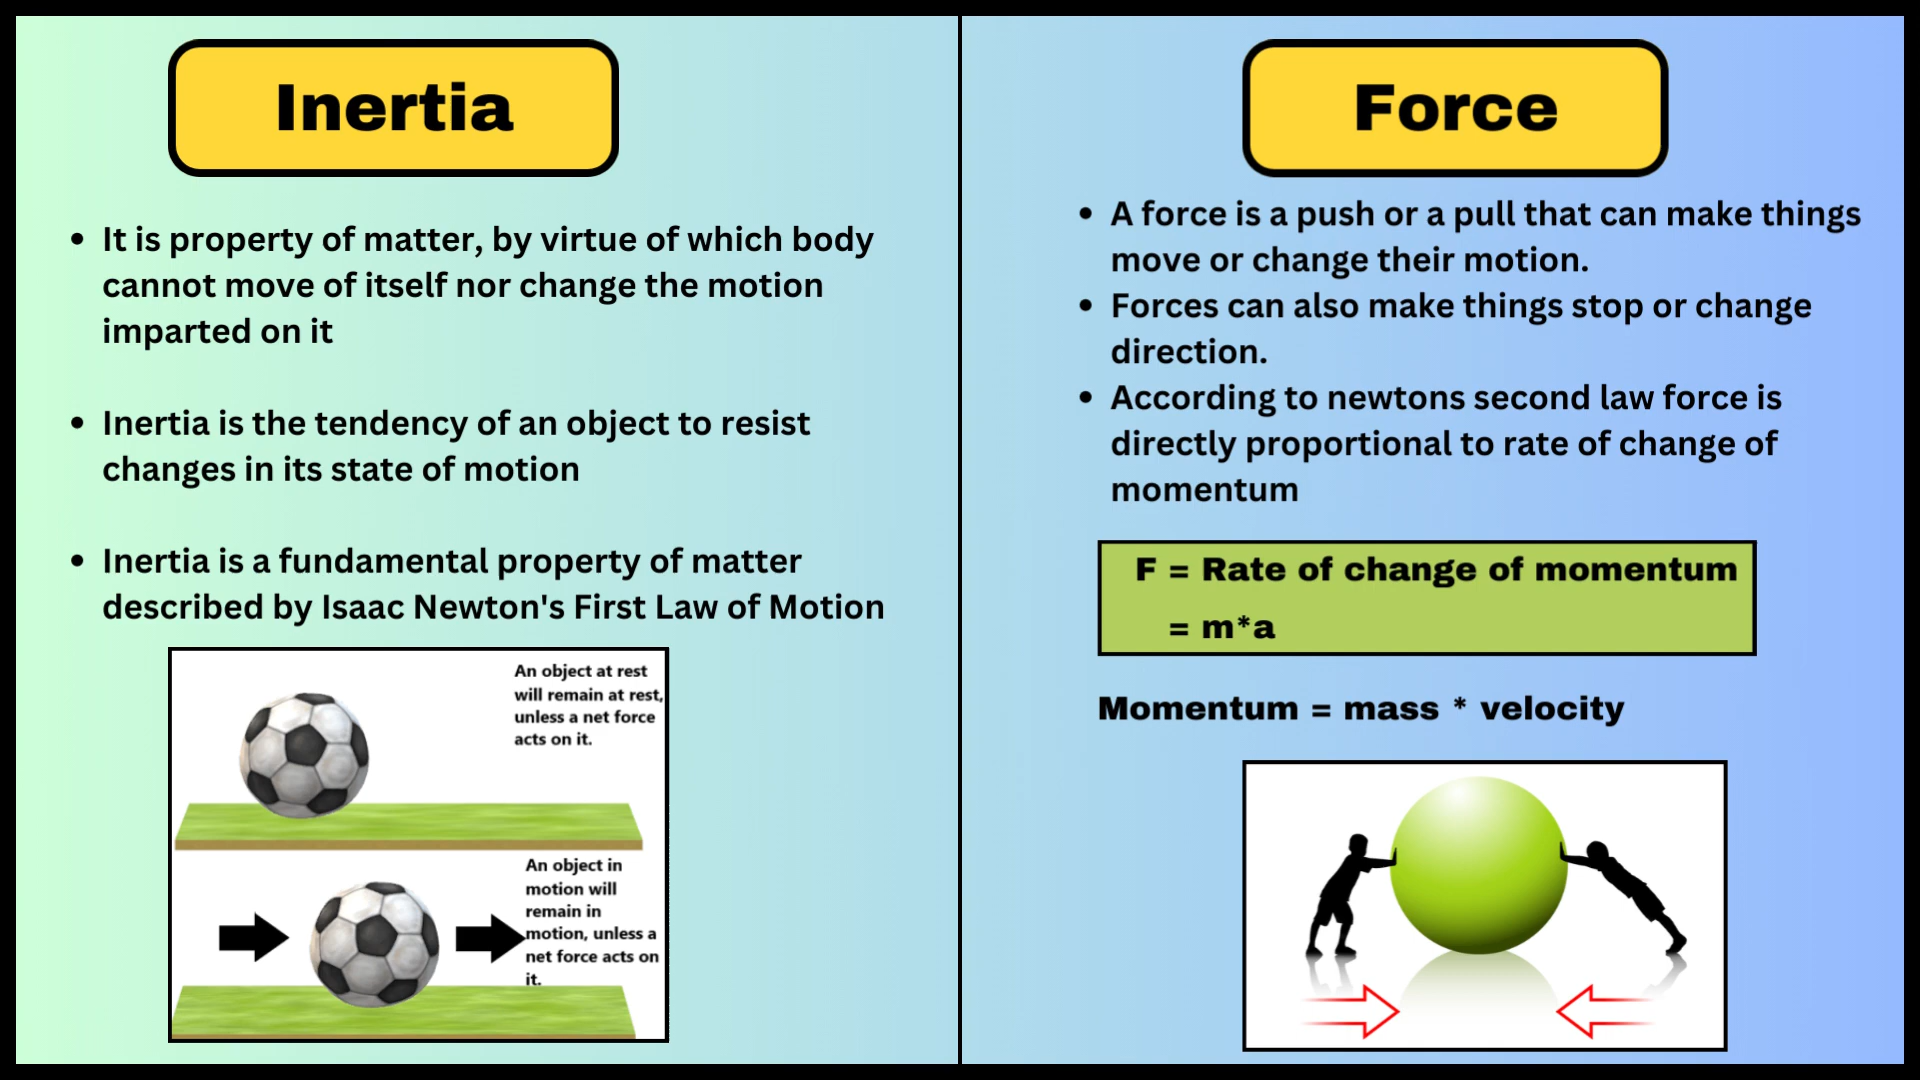 Inertia
• It is property of matter, by virtue of which body
cannot move of itself nor change the motion
imparted on it
• Inertia is the tendency of an object to resist
changes in its state of motion
• Inertia is a fundamental property of matter
described by Isaac Newton's First Law of Motion
An object at rest
will remain at rest,
unless a net force
acts on it.
An object in
motion will
remain in
motion, unless a
net force acts on
it.
Force
• A force is a push or a pull that can make things
move or change their motion.
• Forces can also make things stop or change
direction.
• According to newtons second law force is
directly proportional to rate of change of
momentum
F = Rate of change of momentum
= m*a
Momentum = mass * velocity